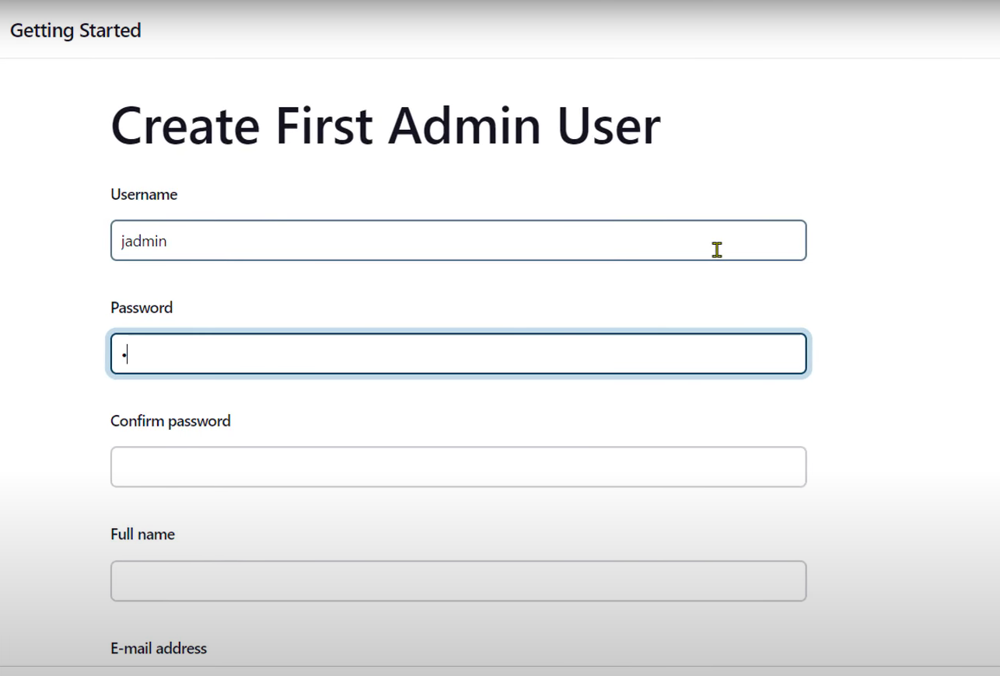 Getting Started
Create First Admin User
Username
jadmin
Password
•
Confirm password
Full name
E-mail address